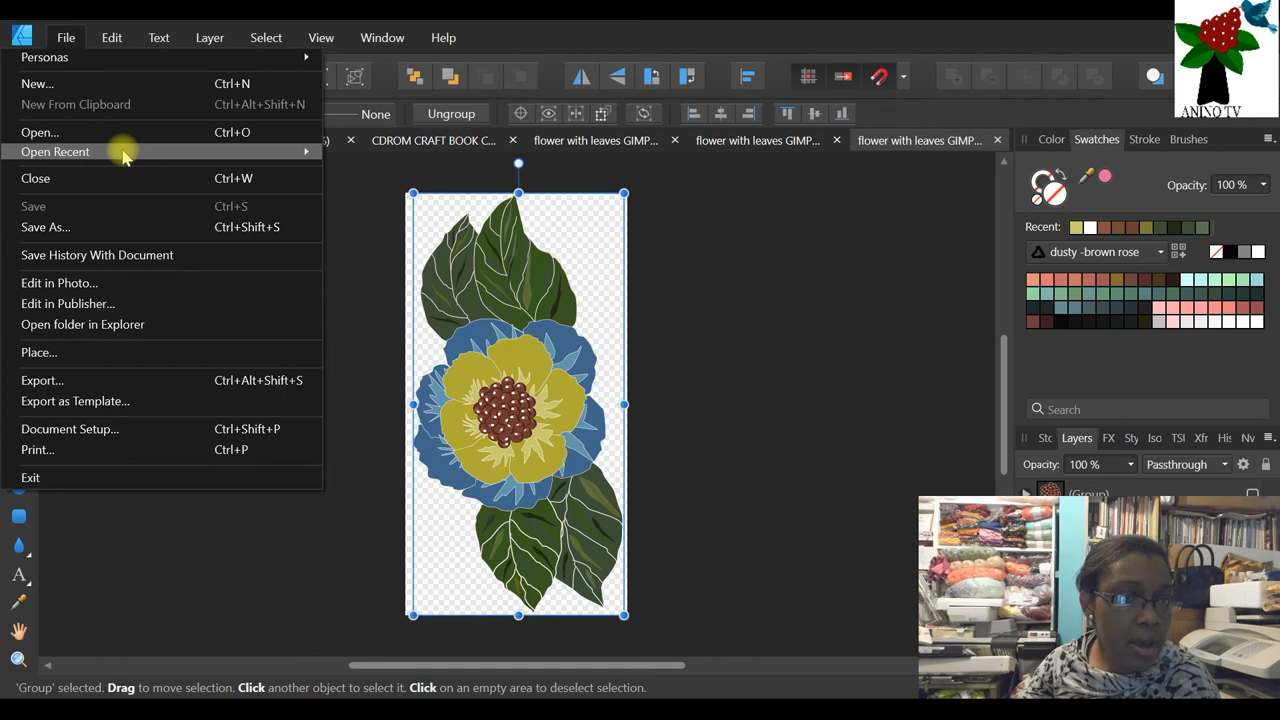 File Edit Text Layer Select View Window Help
ANINO TV
Personas
New... Ctrl+N
New From Clipboard Ctrl+Alt+Shift+N
Open... Ctrl+O
Open Recent
Close Ctrl+W
Save Ctrl+S
Save As... Ctrl+Shift+S
Save History With Document
Edit in Photo...
Edit in Publisher...
Open folder in Explorer
Place...
Export... Ctrl+Alt+Shift+S
Export as Template...
Document Setup... Ctrl+Shift+P
Print... Ctrl+P
Exit
None Ungroup
CDROM CRAFT BOOK C... flower with leaves GIMP... flower with leaves GIMP... flower with leaves GIMP...
Color Swatches Stroke Brushes
Opacity: 100 %
Recent:
dusty -brown rose
Search
Stc Layers FX Sty Iso TSI Xfr His Nv
Opacity: 100 % Passthrough
(Group)
'Group' selected. Drag to move selection. Click another object to select it. Click on an empty area to deselect selection.